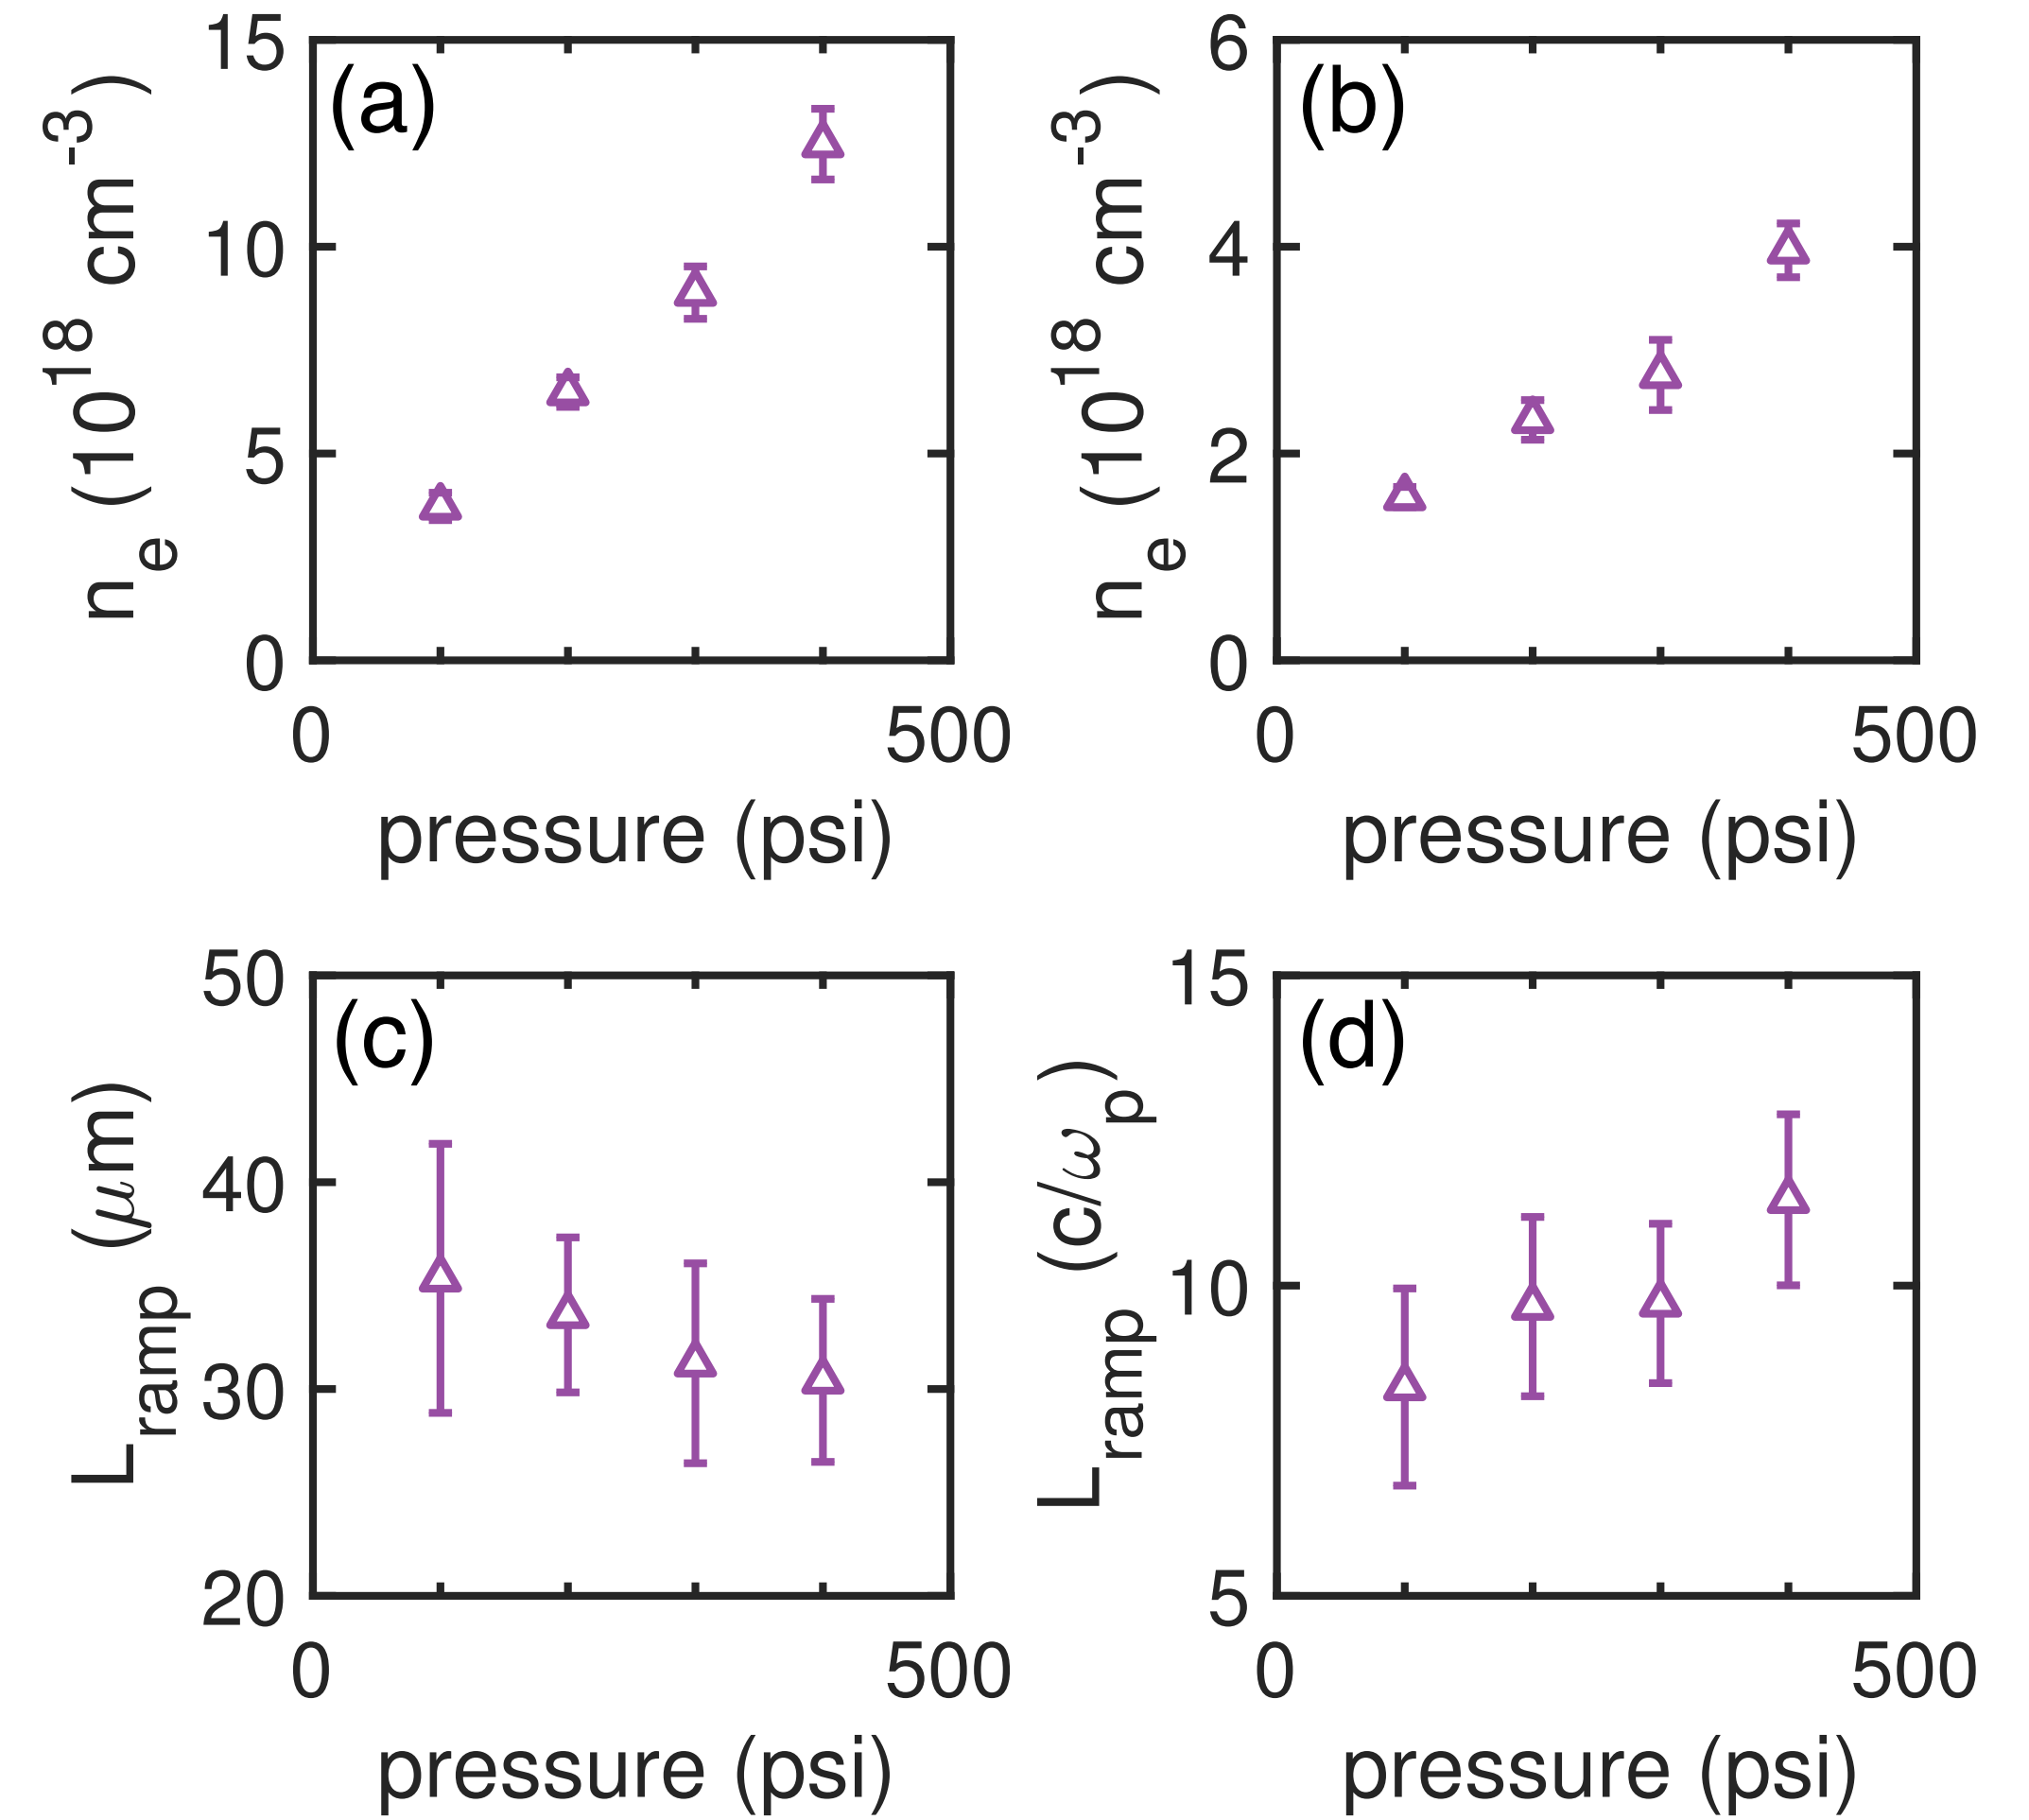 (a)
15
10
5
0
n_e (10^18 cm^-3)
0 500
pressure (psi)
(b)
6
4
2
0
n_e (10^18 cm^-3)
0 500
pressure (psi)
(c)
50
40
30
20
L_ramp (μm)
0 500
pressure (psi)
(d)
15
10
5
L_ramp (c/ω_p)
0 500
pressure (psi)